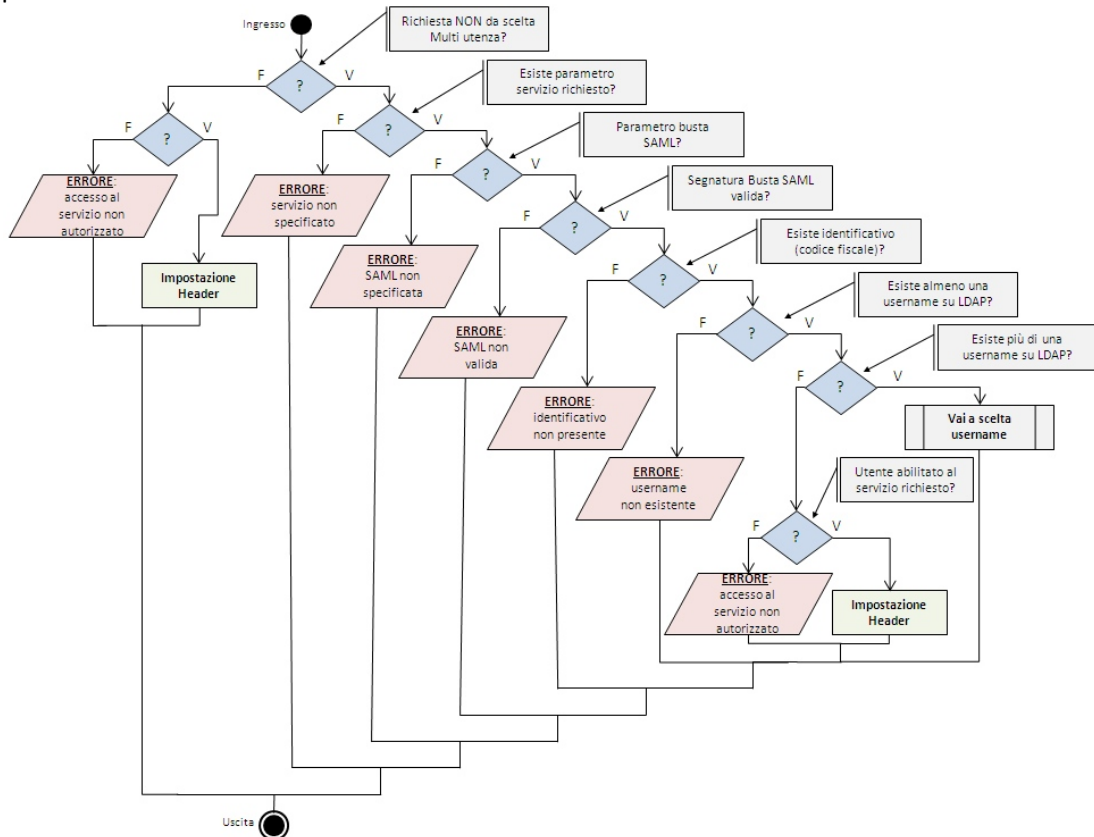 Ingresso
Richiesta NON da scelta
Multi utenza?
F
?
V
Esiste parametro
servizio richiesto?
F
?
V
F
?
V
Parametro busta
SAML?
F
?
V
ERRORE:
accesso al
servizio non
autorizzato
ERRORE:
servizio non
specificato
Segnatura Busta SAML
valida?
F
?
V
ERRORE:
SAML non
specificata
Esiste identificativo
(codice fiscale)?
F
?
V
Impostazione
Header
ERRORE:
SAML non
valida
Esiste almeno una
username su LDAP?
F
?
V
Esiste più di una
username su LDAP?
F
?
V
ERRORE:
identificativo
non presente
Vai a scelta
username
ERRORE:
username
non esistente
Utente abilitato al
servizio richiesto?
F
?
V
ERRORE:
accesso al
servizio non
autorizzato
Impostazione
Header
Uscita